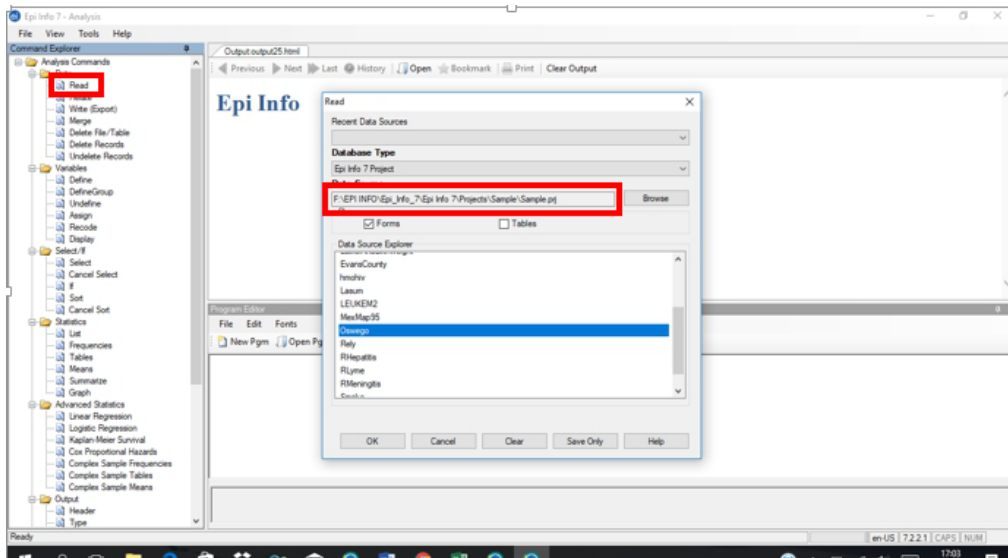 Epi Info 7 - Analysis
File View Tools Help
Command Explorer
Analysis Commands
Read
Write (Export)
Merge
Delete File/Table
Delete Records
Undelete Records
Variables
Define
DefineGroup
Undefine
Assign
Recode
Display
Select/If
Select
Cancel Select
If
Sort
Cancel Sort
Statistics
List
Frequencies
Tables
Means
Summarize
Graph
Advanced Statistics
Linear Regression
Logistic Regression
Kaplan-Meier Survival
Cox Proportional Hazards
Complex Sample Frequencies
Complex Sample Tables
Complex Sample Means
Output
Header
Type
Output output25.html
Previous Next Last History Open Bookmark Print Clear Output
Epi Info
Read
Recent Data Sources
Database Type
Epi Info 7 Project
F:\EPI INFO\Epi_Info_7\Epi Info 7\Projects\Sample\Sample.prj
Browse
Forms Tables
Data Source Explorer
EvansCounty
hmohiv
Lasum
LEUKEM2
MexMap95
Oswego
Rely
RHepatitis
RLyme
RMeningitis
OK Cancel Clear Save Only Help
Program Editor
File Edit Fonts
New Pgm Open Pg
Ready
en-US 7.2.2.1 CAPS NUM
17:03